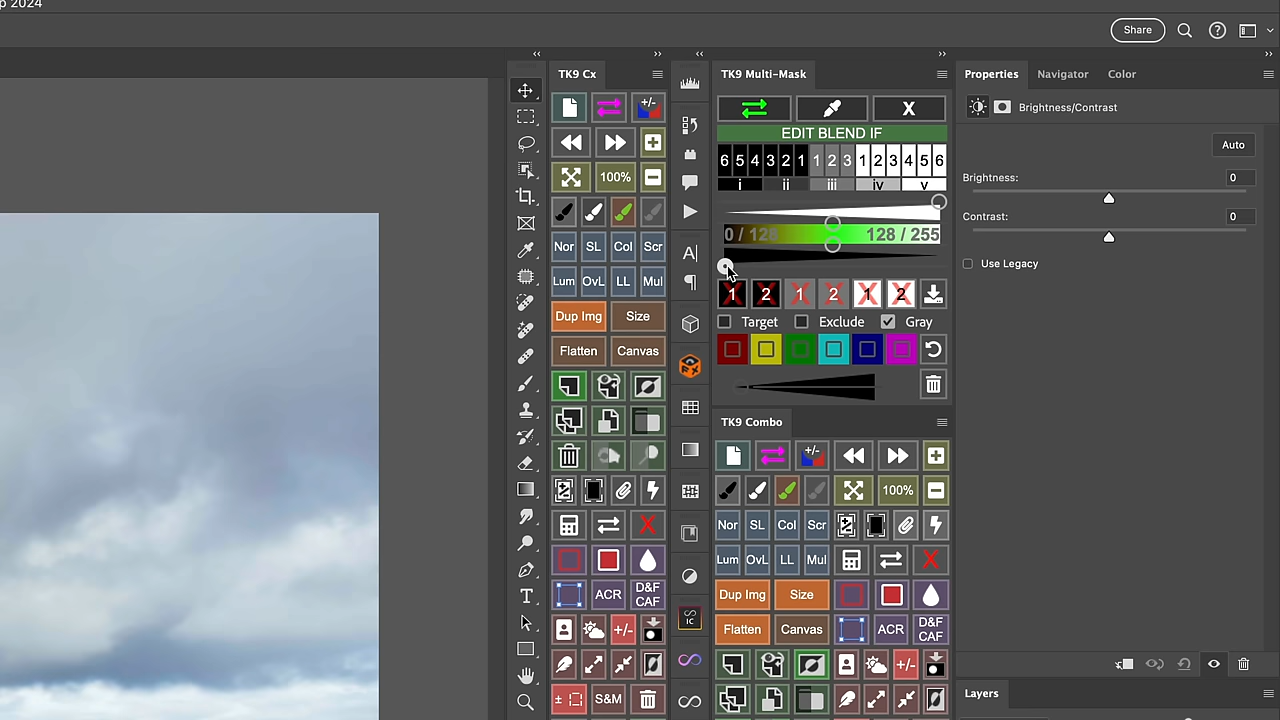 p 2024
Share
TK9 Cx
TK9 Multi-Mask
Properties
Navigator
Color
+/-
X
Brightness/Contrast
EDIT BLEND IF
Auto
6 5 4 3 2 1 1 2 3 1 2 3 4 5 6
100%
i ii iii iv v
Brightness: 0
Contrast: 0
0 / 128 128 / 255
Nor SL Col Scr
Use Legacy
Lum OvL LL Mul
1 2 1 2 1 2
Dup Img Size
Target Exclude Gray
Flatten Canvas
TK9 Combo
+/-
100%
Nor SL Col Scr
Lum OvL LL Mul
ACR D&F CAF
Dup Img Size
Flatten Canvas
ACR D&F CAF
+/-
+/-
S&M
Layers
A
T
IC